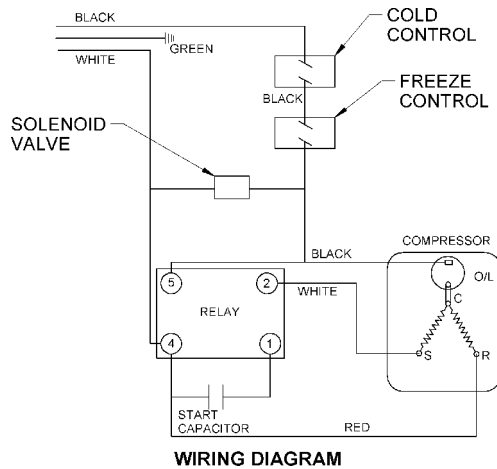 BLACK
COLD
CONTROL
GREEN
WHITE
FREEZE
CONTROL
BLACK
SOLENOID
VALVE
BLACK
COMPRESSOR
O/L
5
2
WHITE
C
RELAY
4
1
S
R
START
CAPACITOR
RED
WIRING DIAGRAM